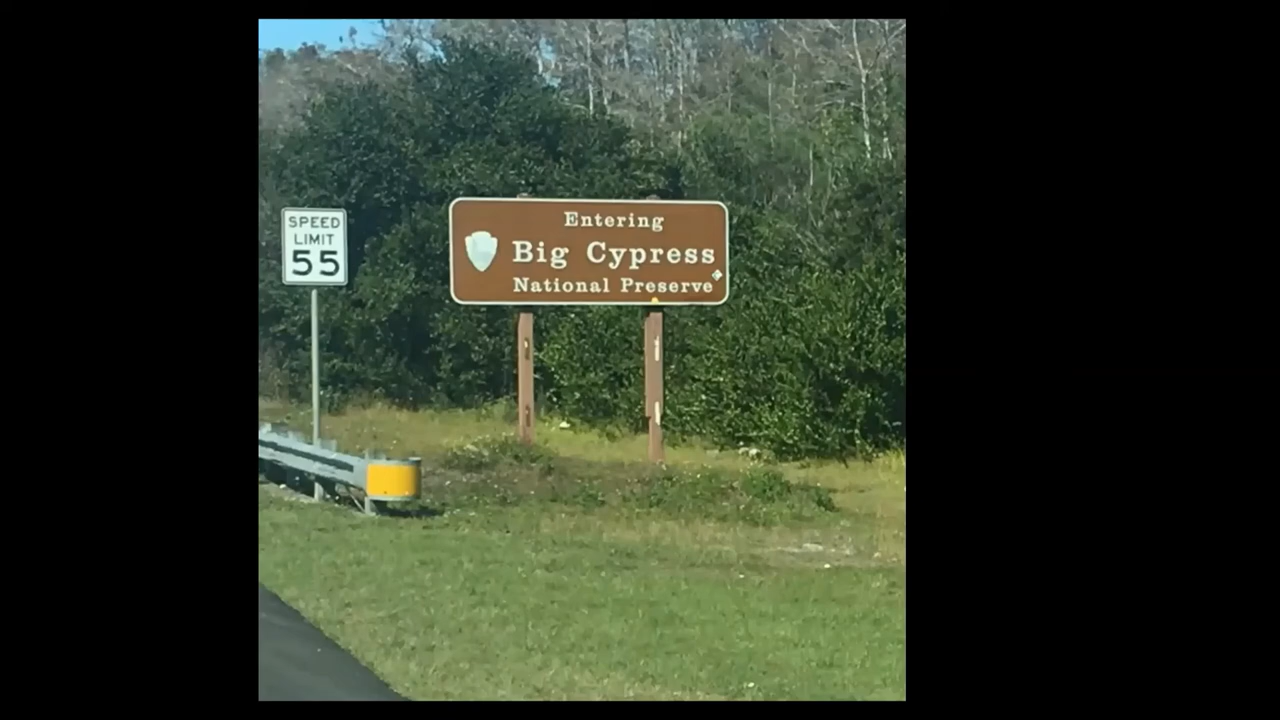 SPEED
LIMIT
55
Entering
Big Cypress
National Preserve